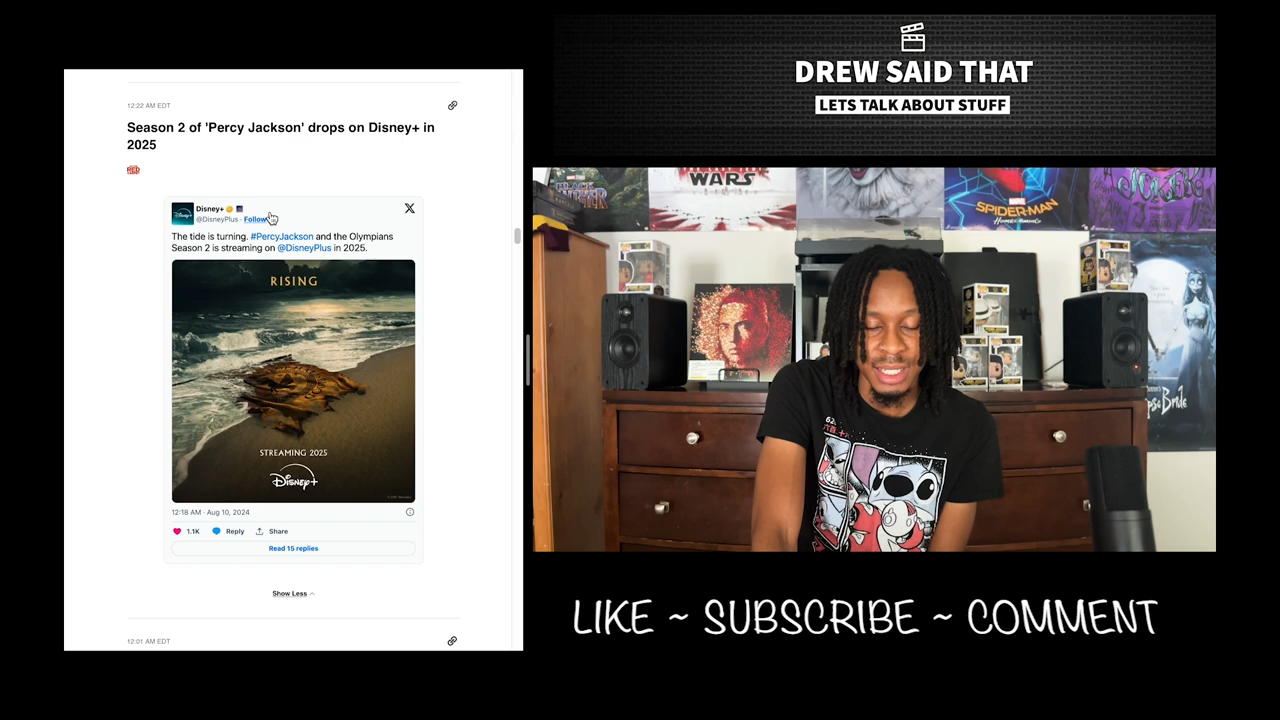 12:22 AM EDT
Season 2 of 'Percy Jackson' drops on Disney+ in
2025
Disney+
@DisneyPlus · Follow
The tide is turning. #PercyJackson and the Olympians
Season 2 is streaming on @DisneyPlus in 2025.
RISING
STREAMING 2025
Disney+
12:18 AM · Aug 10, 2024
1.1K Reply Share
Read 15 replies
Show Less
12:01 AM EDT
DREW SAID THAT
LETS TALK ABOUT STUFF
WARS
SPIDER-MAN
LIKE ~ SUBSCRIBE ~ COMMENT